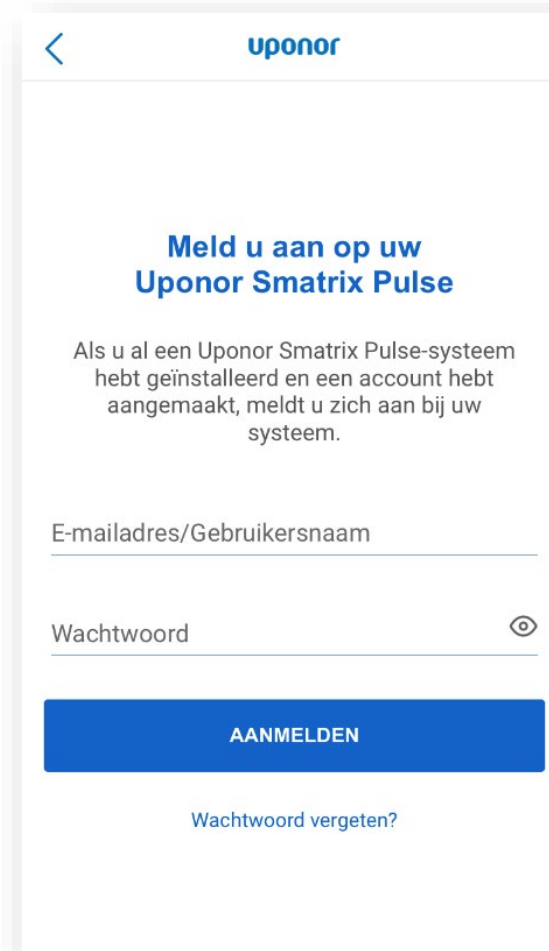 uponor
Meld u aan op uw
Uponor Smatrix Pulse
Als u al een Uponor Smatrix Pulse-systeem
hebt geïnstalleerd en een account hebt
aangemaakt, meldt u zich aan bij uw
systeem.
E-mailadres/Gebruikersnaam
Wachtwoord
AANMELDEN
Wachtwoord vergeten?